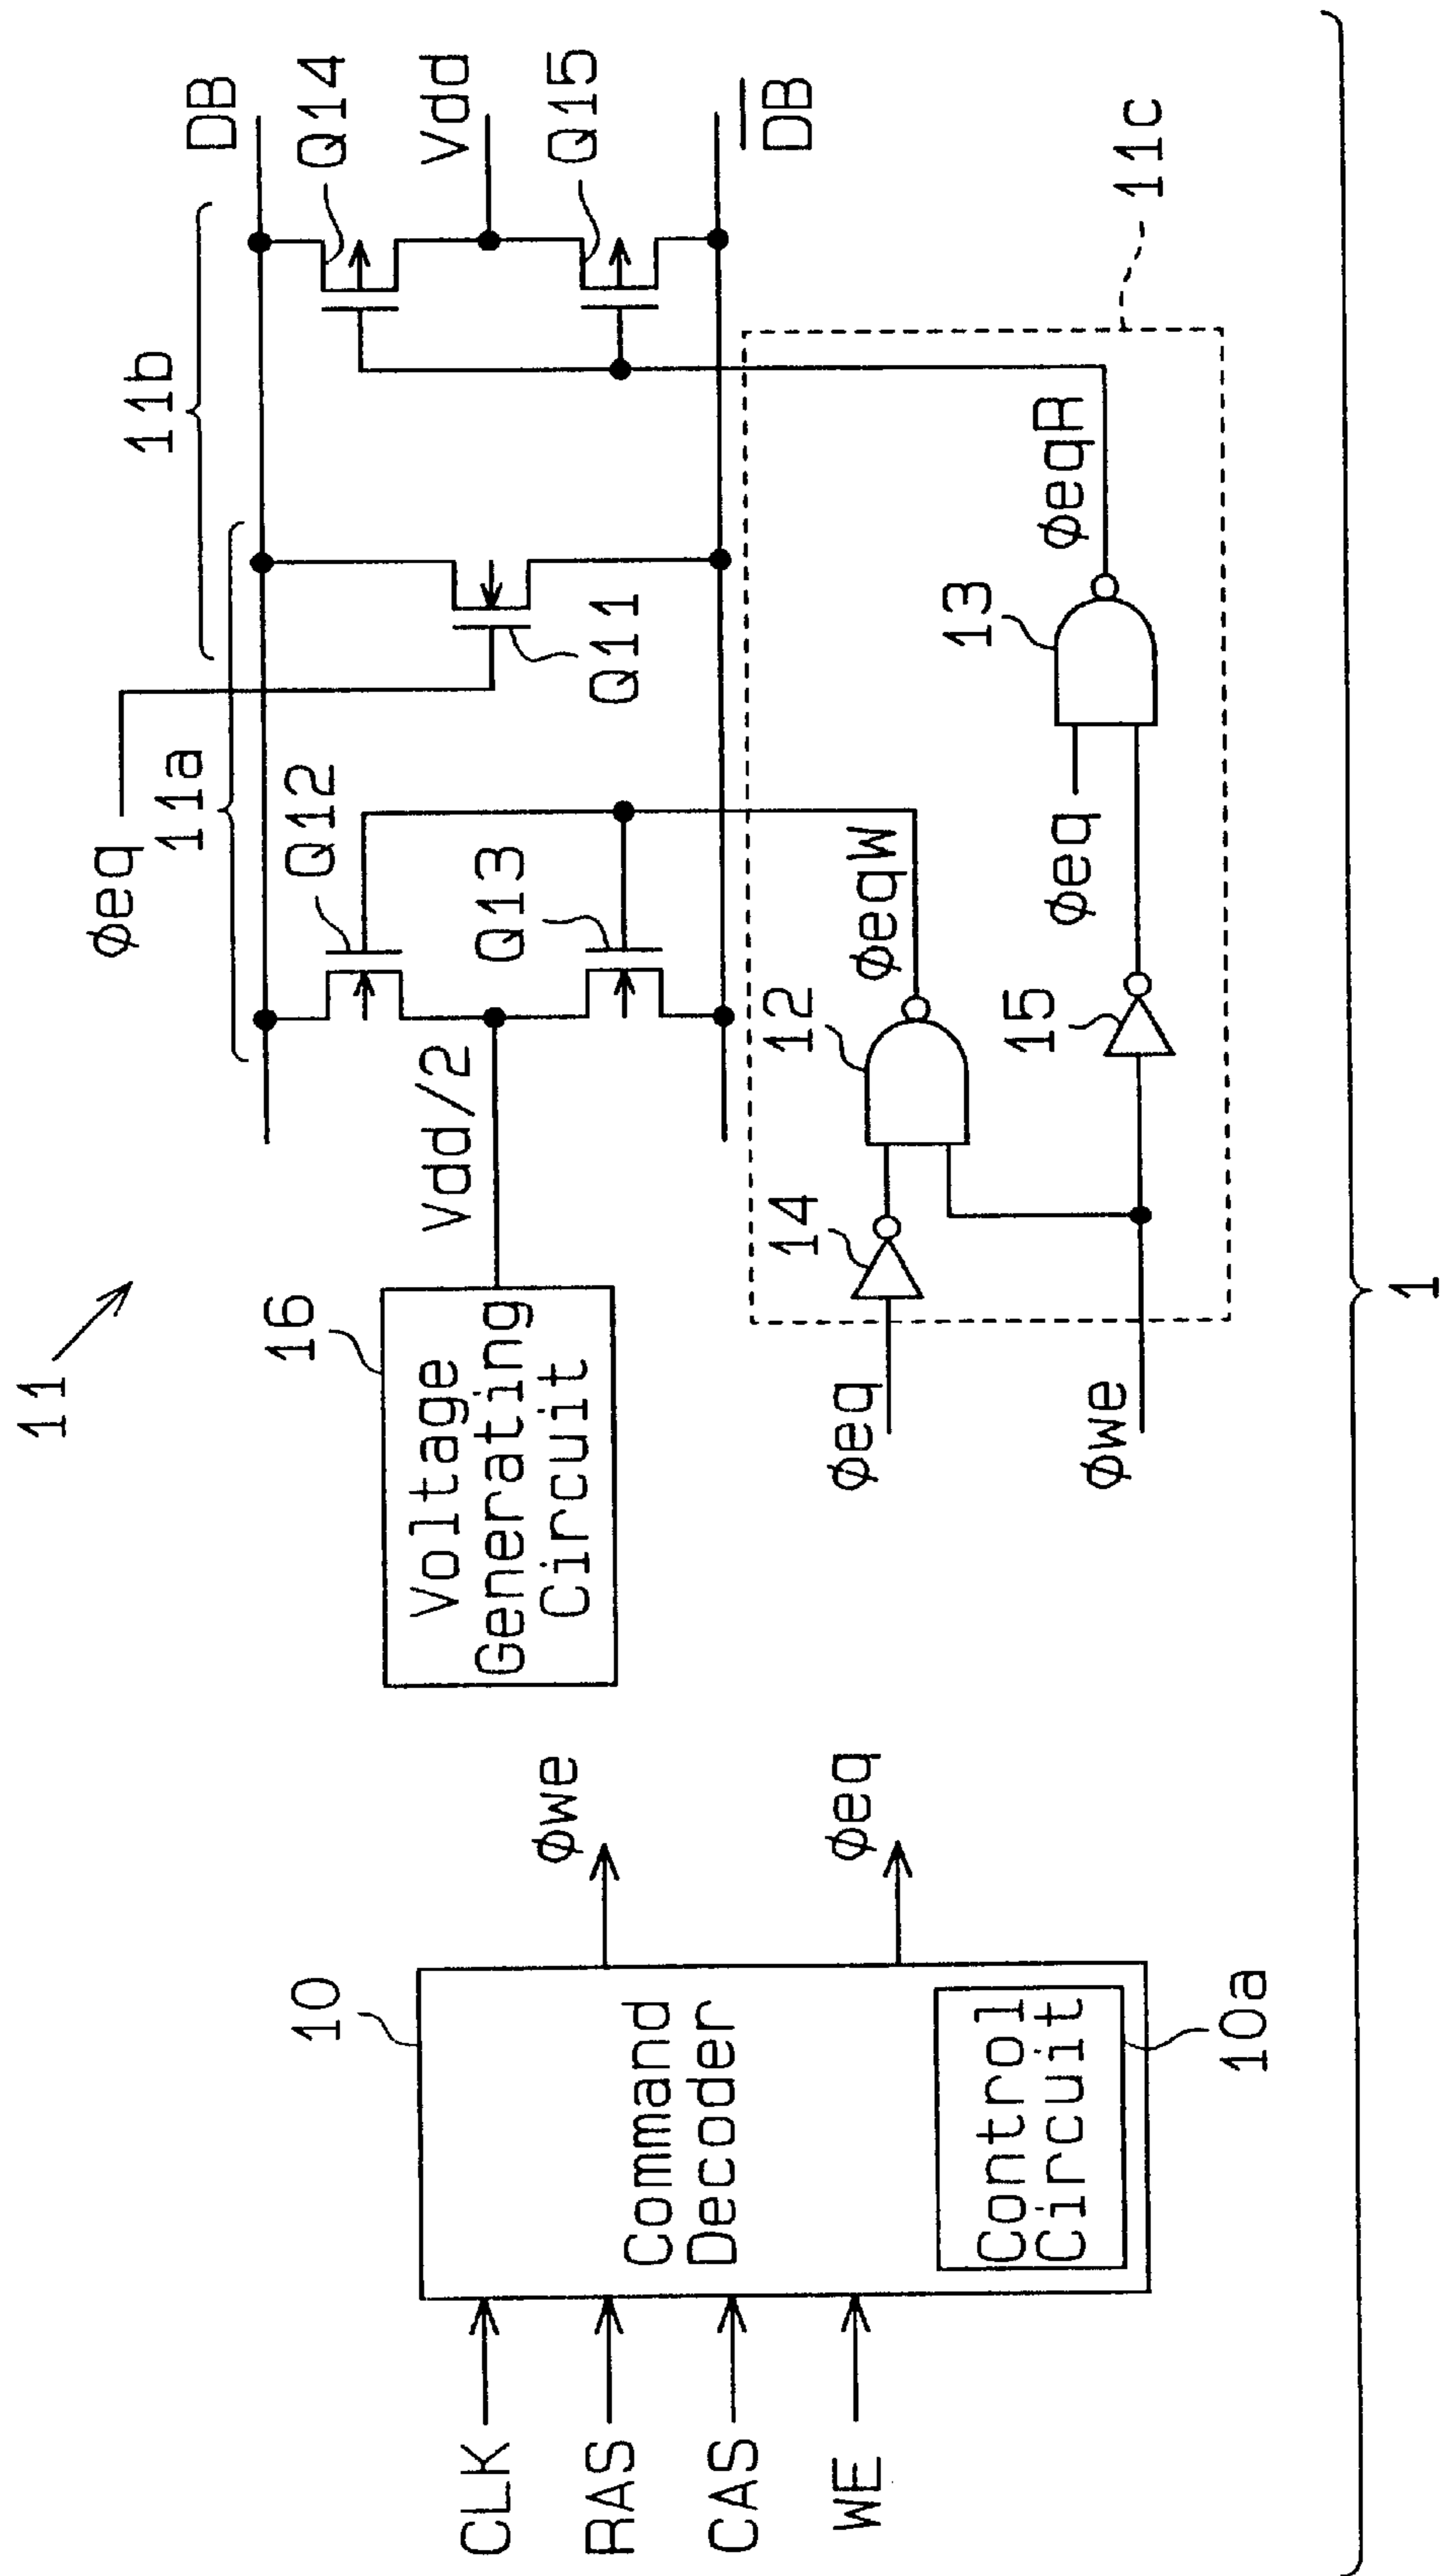 11
16
Voltage
Generating
Circuit
Vdd/2
φeq
11a
11b
Q12
Q13
Q11
DB
Q14
Vdd
Q15
DB
11c
φeq
14
12
φeqW
φwe
15
φeq
13
φeqR
10
Command
Decoder
Control
Circuit
10a
CLK
RAS
CAS
WE
φwe
φeq
1